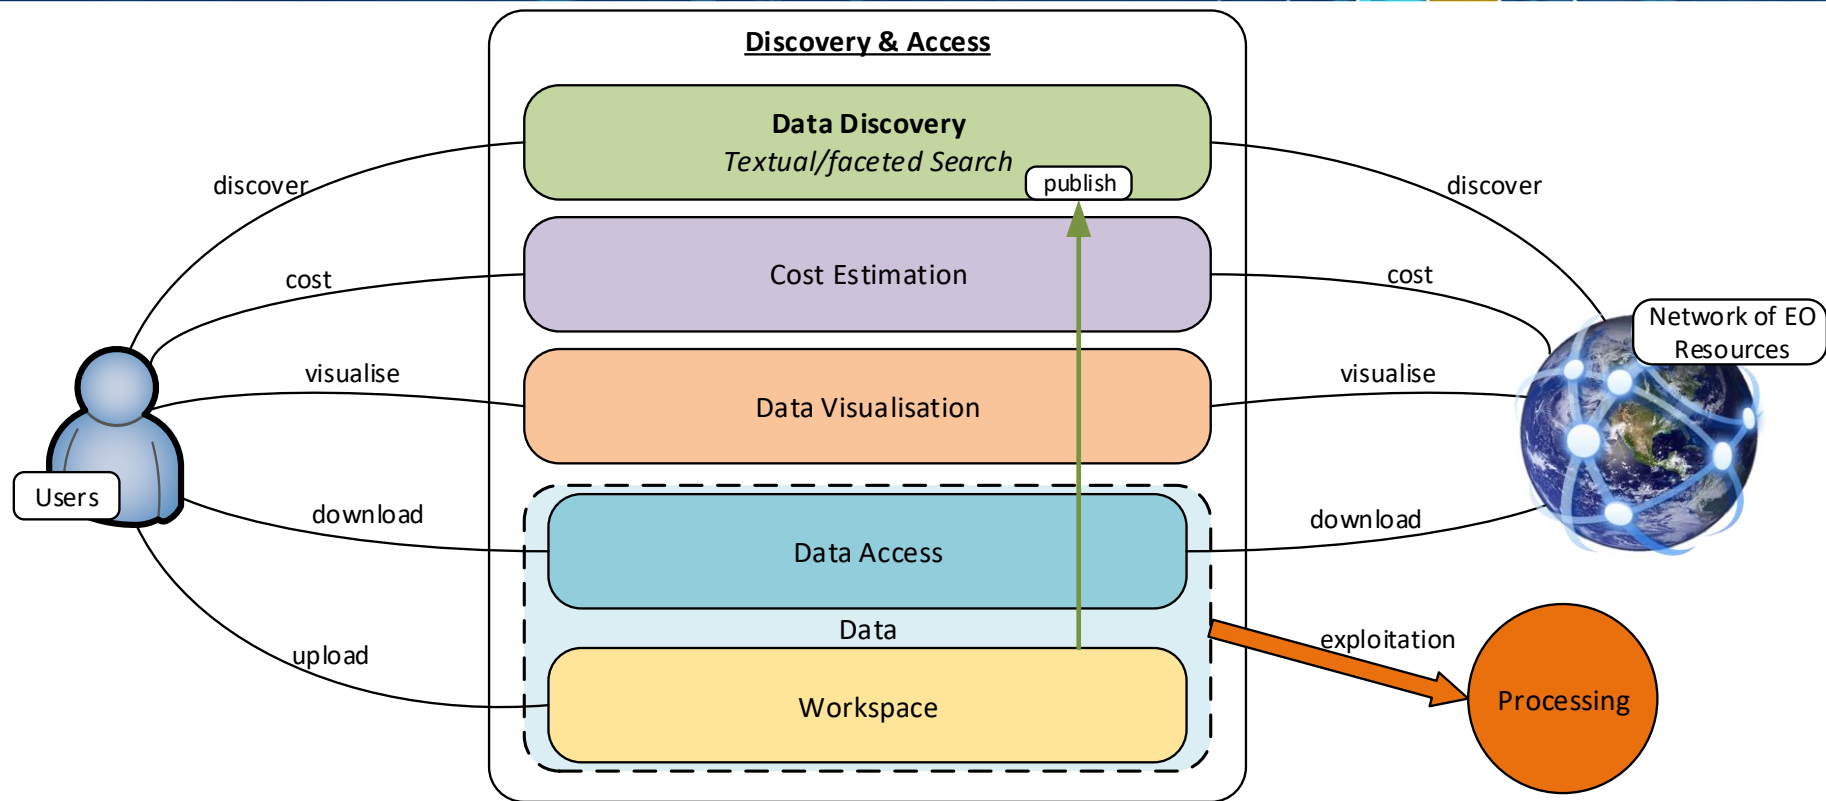 Discovery & Access
Data Discovery
Textual/faceted Search
publish
discover
discover
cost
Cost Estimation
cost
Network of EO
Resources
visualise
Data Visualisation
visualise
Users
download
Data Access
download
Data
upload
exploitation
Workspace
Processing